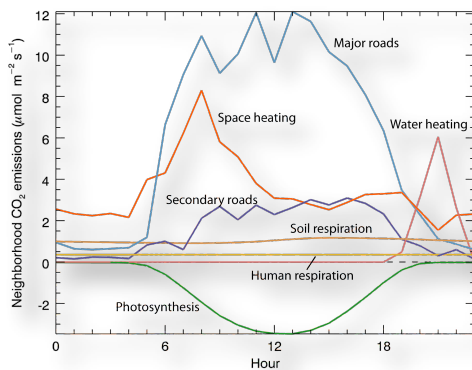 12
10
8
6
4
2
0
-2
Neighborhood CO2 emissions (μmol m−2 s−1)
Major roads
Space heating
Water heating
Secondary roads
Soil respiration
Human respiration
Photosynthesis
0
6
12
18
Hour